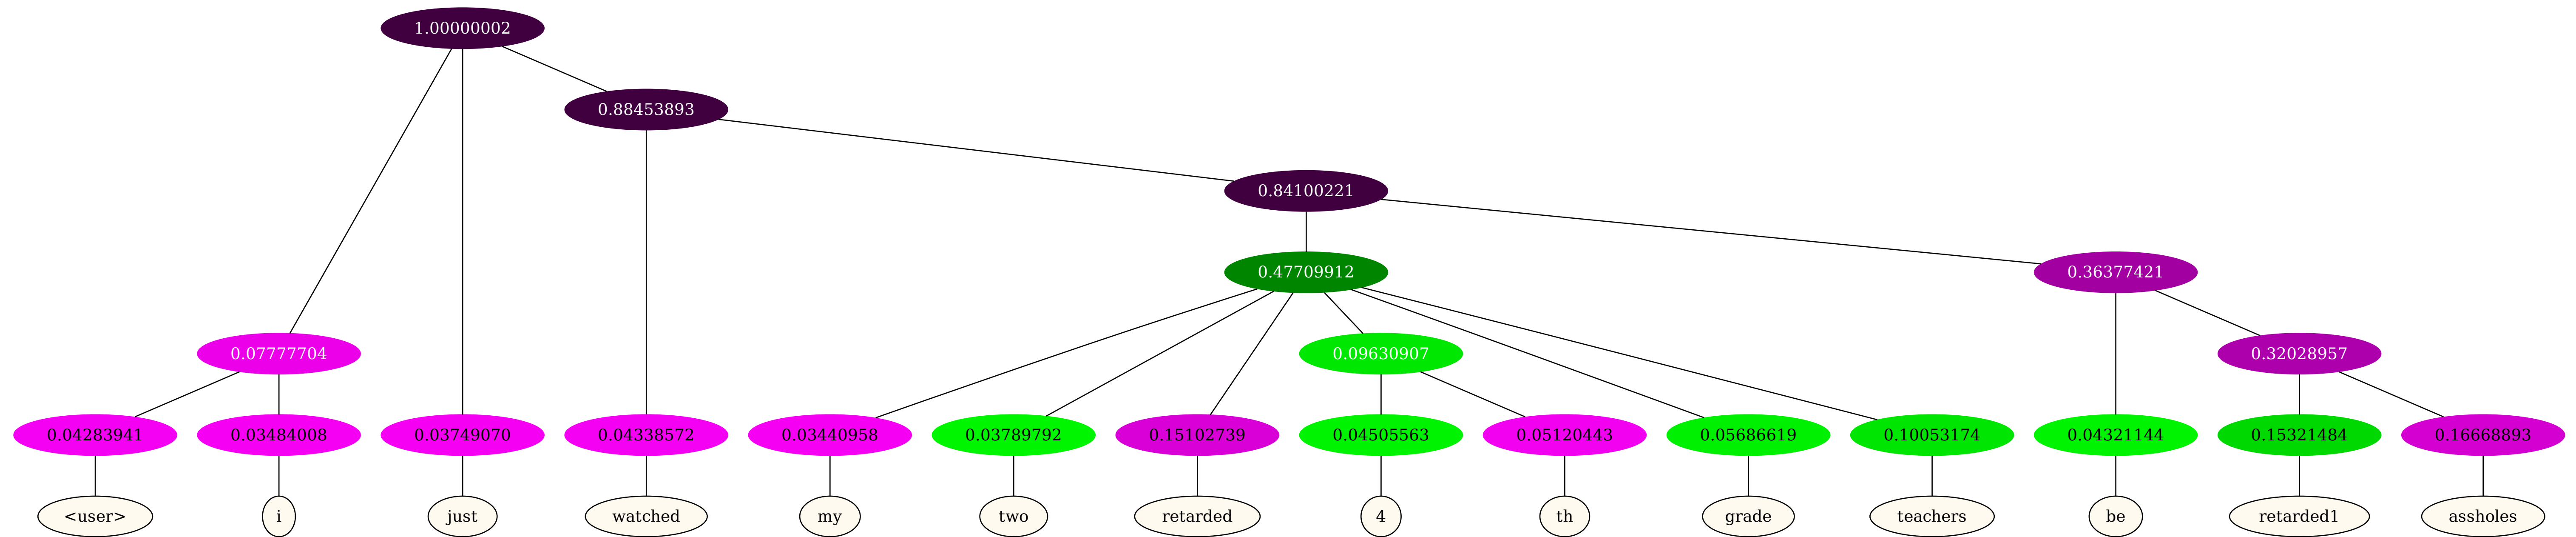 1.00000002
0.88453893
0.84100221
0.47709912 0.36377421
0.07777704 0.09630907 0.32028957
0.04283941 0.03484008 0.03749070 0.04338572 0.03440958 0.03789792 0.15102739 0.04505563 0.05120443 0.05686619 0.10053174 0.04321144 0.15321484 0.16668893
<user> i just watched my two retarded 4 th grade teachers be retarded1 assholes